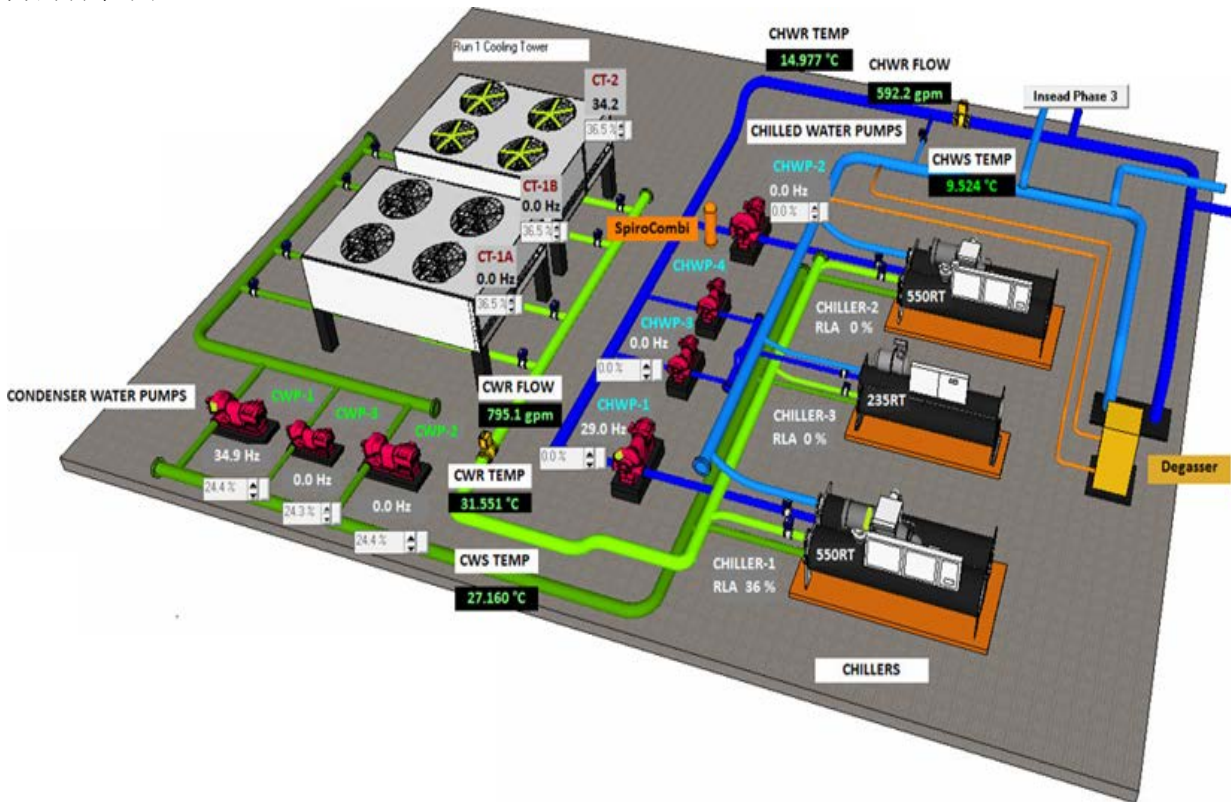 Run 1 Cooling Tower
CT-2
34.2
36.5 %
CT-1B
0.0 Hz
36.5 %
CT-1A
0.0 Hz
36.5 %
CHWR TEMP
14.977 °C
CHWR FLOW
592.2 gpm
Insead Phase 3
CHILLED WATER PUMPS
CHWS TEMP
9.524 °C
CHWP-2
0.0 Hz
0.0 %
SpiroCombi
CHWP-4
CHWP-3
0.0 Hz
0.0 %
CHWP-1
29.0 Hz
0.0 %
550RT
CHILLER-2
RLA 0 %
235RT
CHILLER-3
RLA 0 %
550RT
CHILLER-1
RLA 36 %
CHILLERS
Degasser
CONDENSER WATER PUMPS
CWP-1
34.9 Hz
24.4 %
CWP-3
0.0 Hz
24.3 %
CWP-2
0.0 Hz
24.4 %
CWR FLOW
795.1 gpm
CWR TEMP
31.551 °C
CWS TEMP
27.160 °C